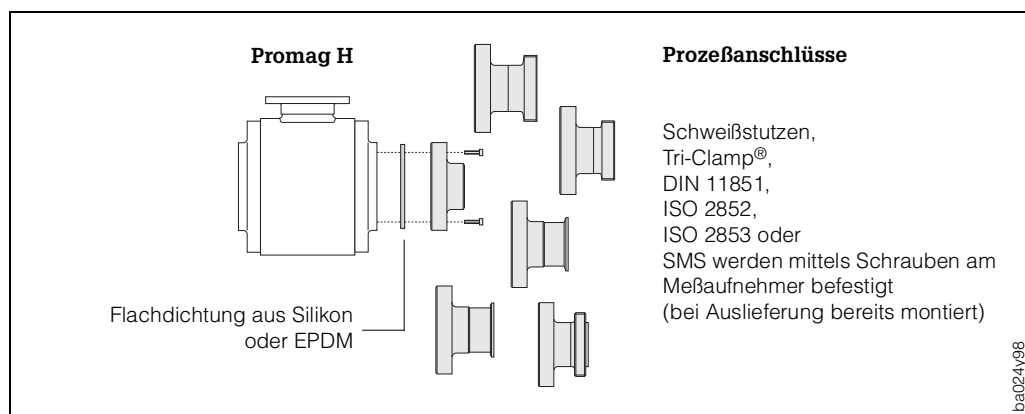 Promag H
Flachdichtung aus Silikon
oder EPDM
Prozeßanschlüsse
Schweißstutzen,
Tri-Clamp®,
DIN 11851,
ISO 2852,
ISO 2853 oder
SMS werden mittels Schrauben am
Meßaufnehmer befestigt
(bei Auslieferung bereits montiert)
ba024y98